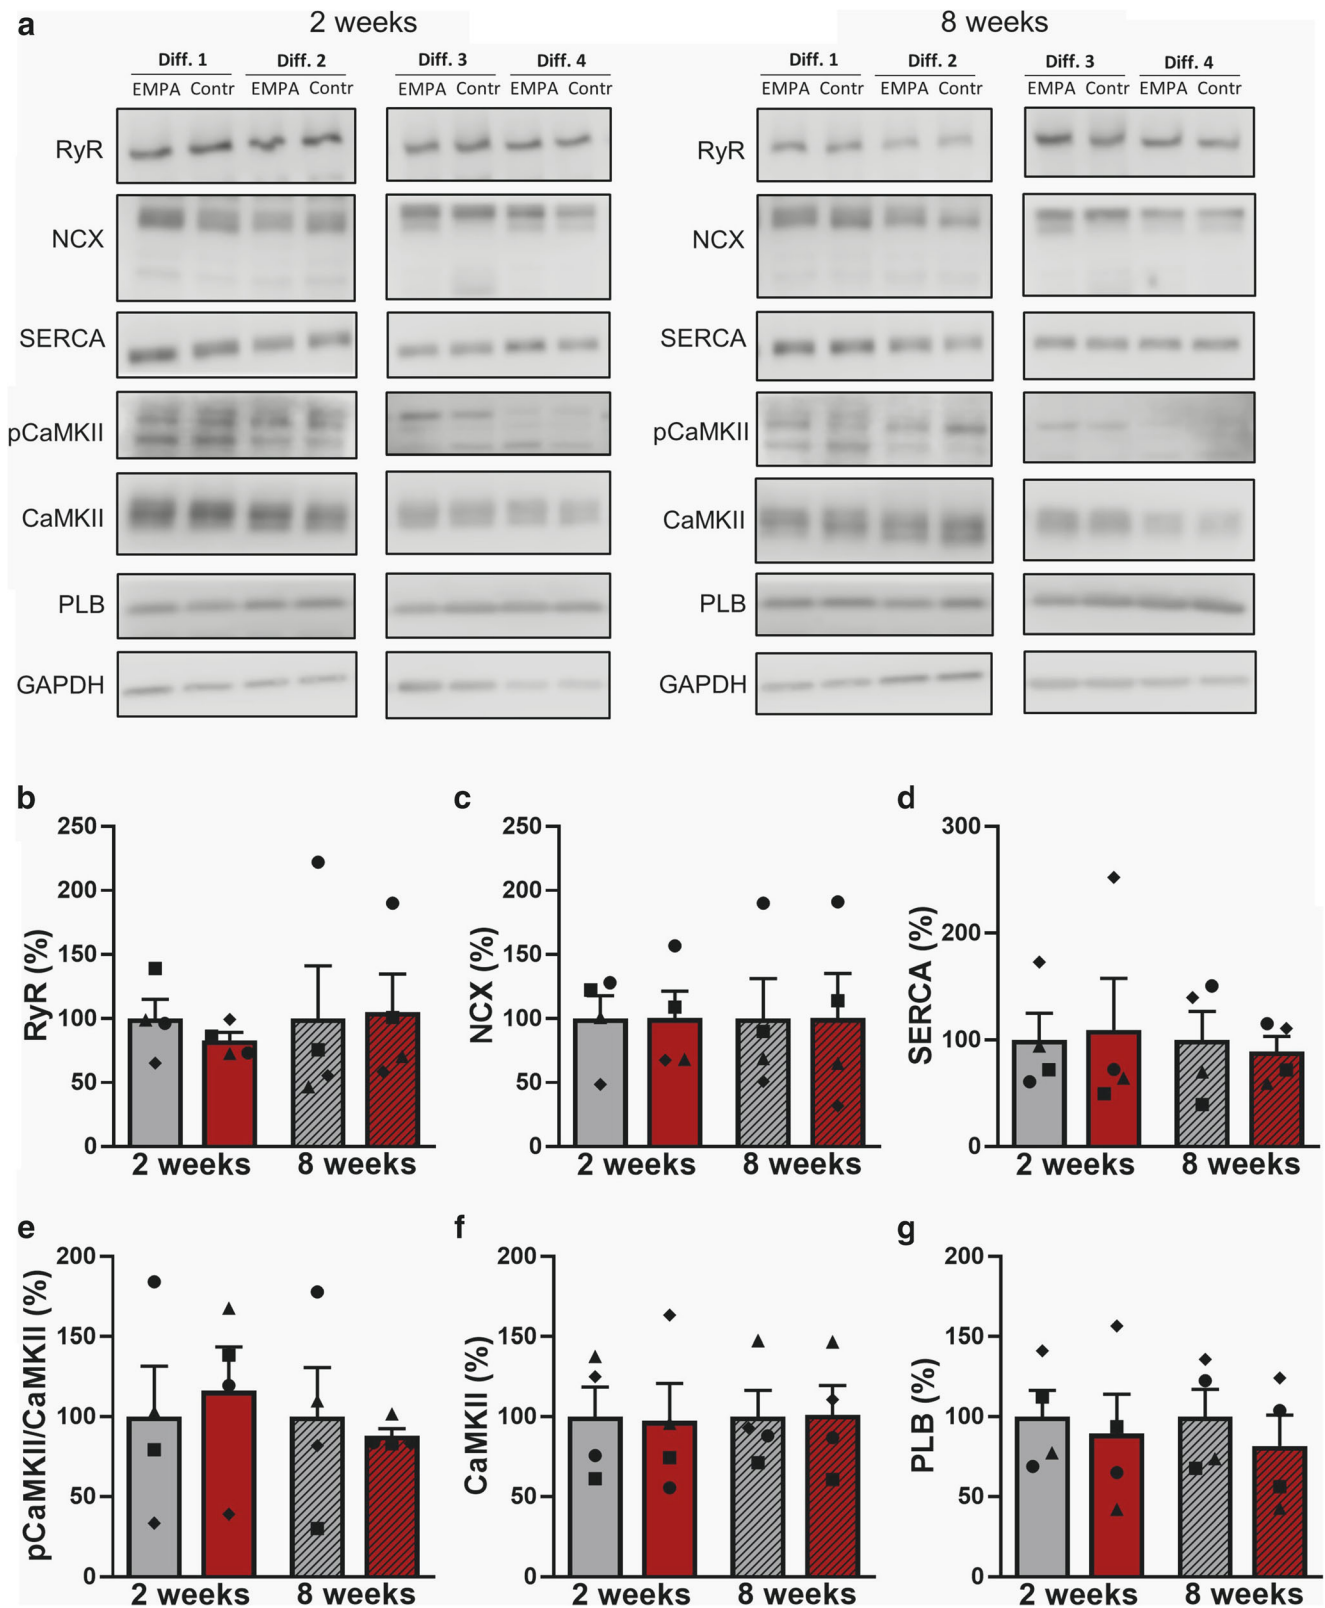 a
2 weeks
8 weeks
Diff. 1 Diff. 2 Diff. 3 Diff. 4 Diff. 1 Diff. 2 Diff. 3 Diff. 4
EMPA Contr EMPA Contr EMPA Contr EMPA Contr EMPA Contr EMPA Contr EMPA Contr EMPA Contr
RyR RyR
NCX NCX
SERCA SERCA
pCaMKII pCaMKII
CaMKII CaMKII
PLB PLB
GAPDH GAPDH
b
RyR (%)
250
200
150
100
50
0
2 weeks 8 weeks
c
NCX (%)
250
200
150
100
50
0
2 weeks 8 weeks
d
SERCA (%)
300
200
100
0
2 weeks 8 weeks
e
pCaMKII/CaMKII (%)
200
150
100
50
0
2 weeks 8 weeks
f
CaMKII (%)
200
150
100
50
0
2 weeks 8 weeks
g
PLB (%)
200
150
100
50
0
2 weeks 8 weeks